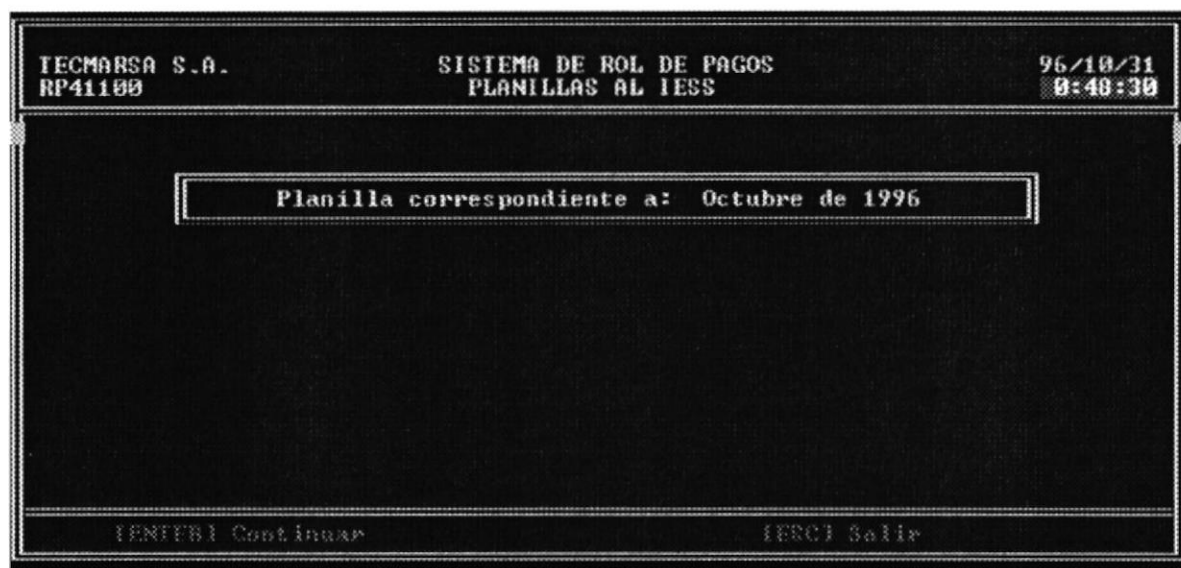 TECMARSA S.A. SISTEMA DE ROL DE PAGOS 96/10/31
RP41100 PLANILLAS AL IESS 0:48:30
Planilla correspondiente a: Octubre de 1996
[ENTER] Continuar [ESC] Salir